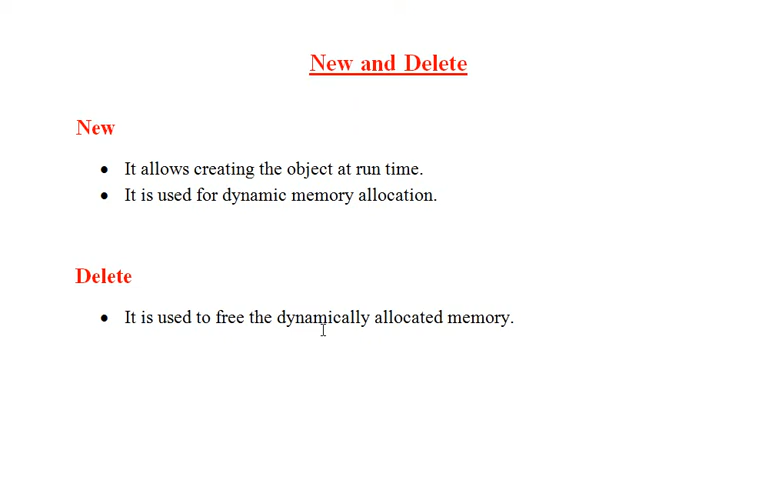 New and Delete
New
• It allows creating the object at run time.
• It is used for dynamic memory allocation.
Delete
• It is used to free the dynamically allocated memory.